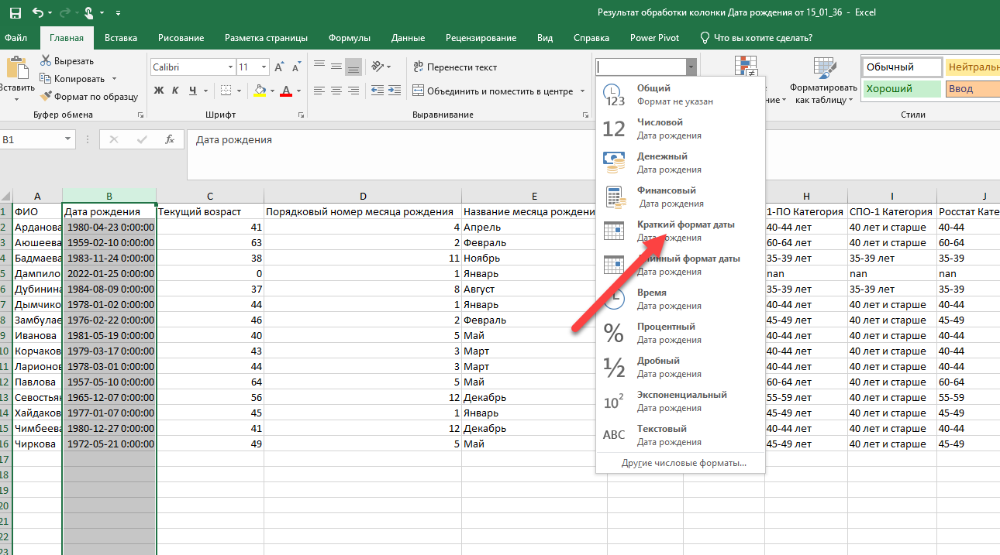 Результат обработки колонки Дата рождения от 15_01_36 - Excel
Файл Главная Вставка Рисование Разметка страницы Формулы Данные Рецензирование Вид Справка Power Pivot Что вы хотите сделать?
Вставить
Вырезать
Копировать
Формат по образцу
Буфер обмена
Calibri 11
Ж К Ч
Шрифт
Перенести текст
Объединить и поместить в центре
Выравнивание
Форматировать как таблицу
Обычный
Хороший Ввод
Стили
B1 fx Дата рождения
Общий
Формат не указан
Числовой
Дата рождения
Денежный
Дата рождения
Финансовый
Дата рождения
Краткий формат даты
Дата рождения
Длинный формат даты
Дата рождения
Время
Дата рождения
Процентный
Дата рождения
Дробный
Дата рождения
Экспоненциальный
Дата рождения
ABC Текстовый
Дата рождения
Другие числовые форматы...
A B C D E H I J
1 ФИО Дата рождения Текущий возраст Порядковый номер месяца рождения Название месяца рождени 1-ПО Категория СПО-1 Категория Росстат Кате
2 Арданова 1980-04-23 0:00:00 41 4 Апрель 40-44 лет 40 лет и старше 40-44
3 Аюшеева 1959-02-10 0:00:00 63 2 Февраль 60-64 лет 40 лет и старше 60-64
4 Бадмаева 1983-11-24 0:00:00 38 11 Ноябрь 35-39 лет 35-39 лет 35-39
5 Дампило 2022-01-25 0:00:00 0 1 Январь nan nan nan
6 Дубинина 1984-08-09 0:00:00 37 8 Август 35-39 лет 35-39 лет 35-39
7 Дымчико 1978-01-02 0:00:00 44 1 Январь 40-44 лет 40 лет и старше 40-44
8 Замбулае 1976-02-22 0:00:00 46 2 Февраль 45-49 лет 40 лет и старше 45-49
9 Иванова 1981-05-19 0:00:00 40 5 Май 40-44 лет 40 лет и старше 40-44
10 Корчаков 1979-03-17 0:00:00 43 3 Март 40-44 лет 40 лет и старше 40-44
11 Ларионов 1978-03-01 0:00:00 44 3 Март 40-44 лет 40 лет и старше 40-44
12 Павлова 1957-05-10 0:00:00 64 5 Май 60-64 лет 40 лет и старше 60-64
13 Севостья 1965-12-07 0:00:00 56 12 Декабрь 55-59 лет 40 лет и старше 55-59
14 Хайдаков 1977-01-07 0:00:00 45 1 Январь 45-49 лет 40 лет и старше 45-49
15 Чимбеева 1980-12-27 0:00:00 41 12 Декабрь 40-44 лет 40 лет и старше 40-44
16 Чиркова 1972-05-21 0:00:00 49 5 Май 45-49 лет 40 лет и старше 45-49
17
18
19
20
21
22
23